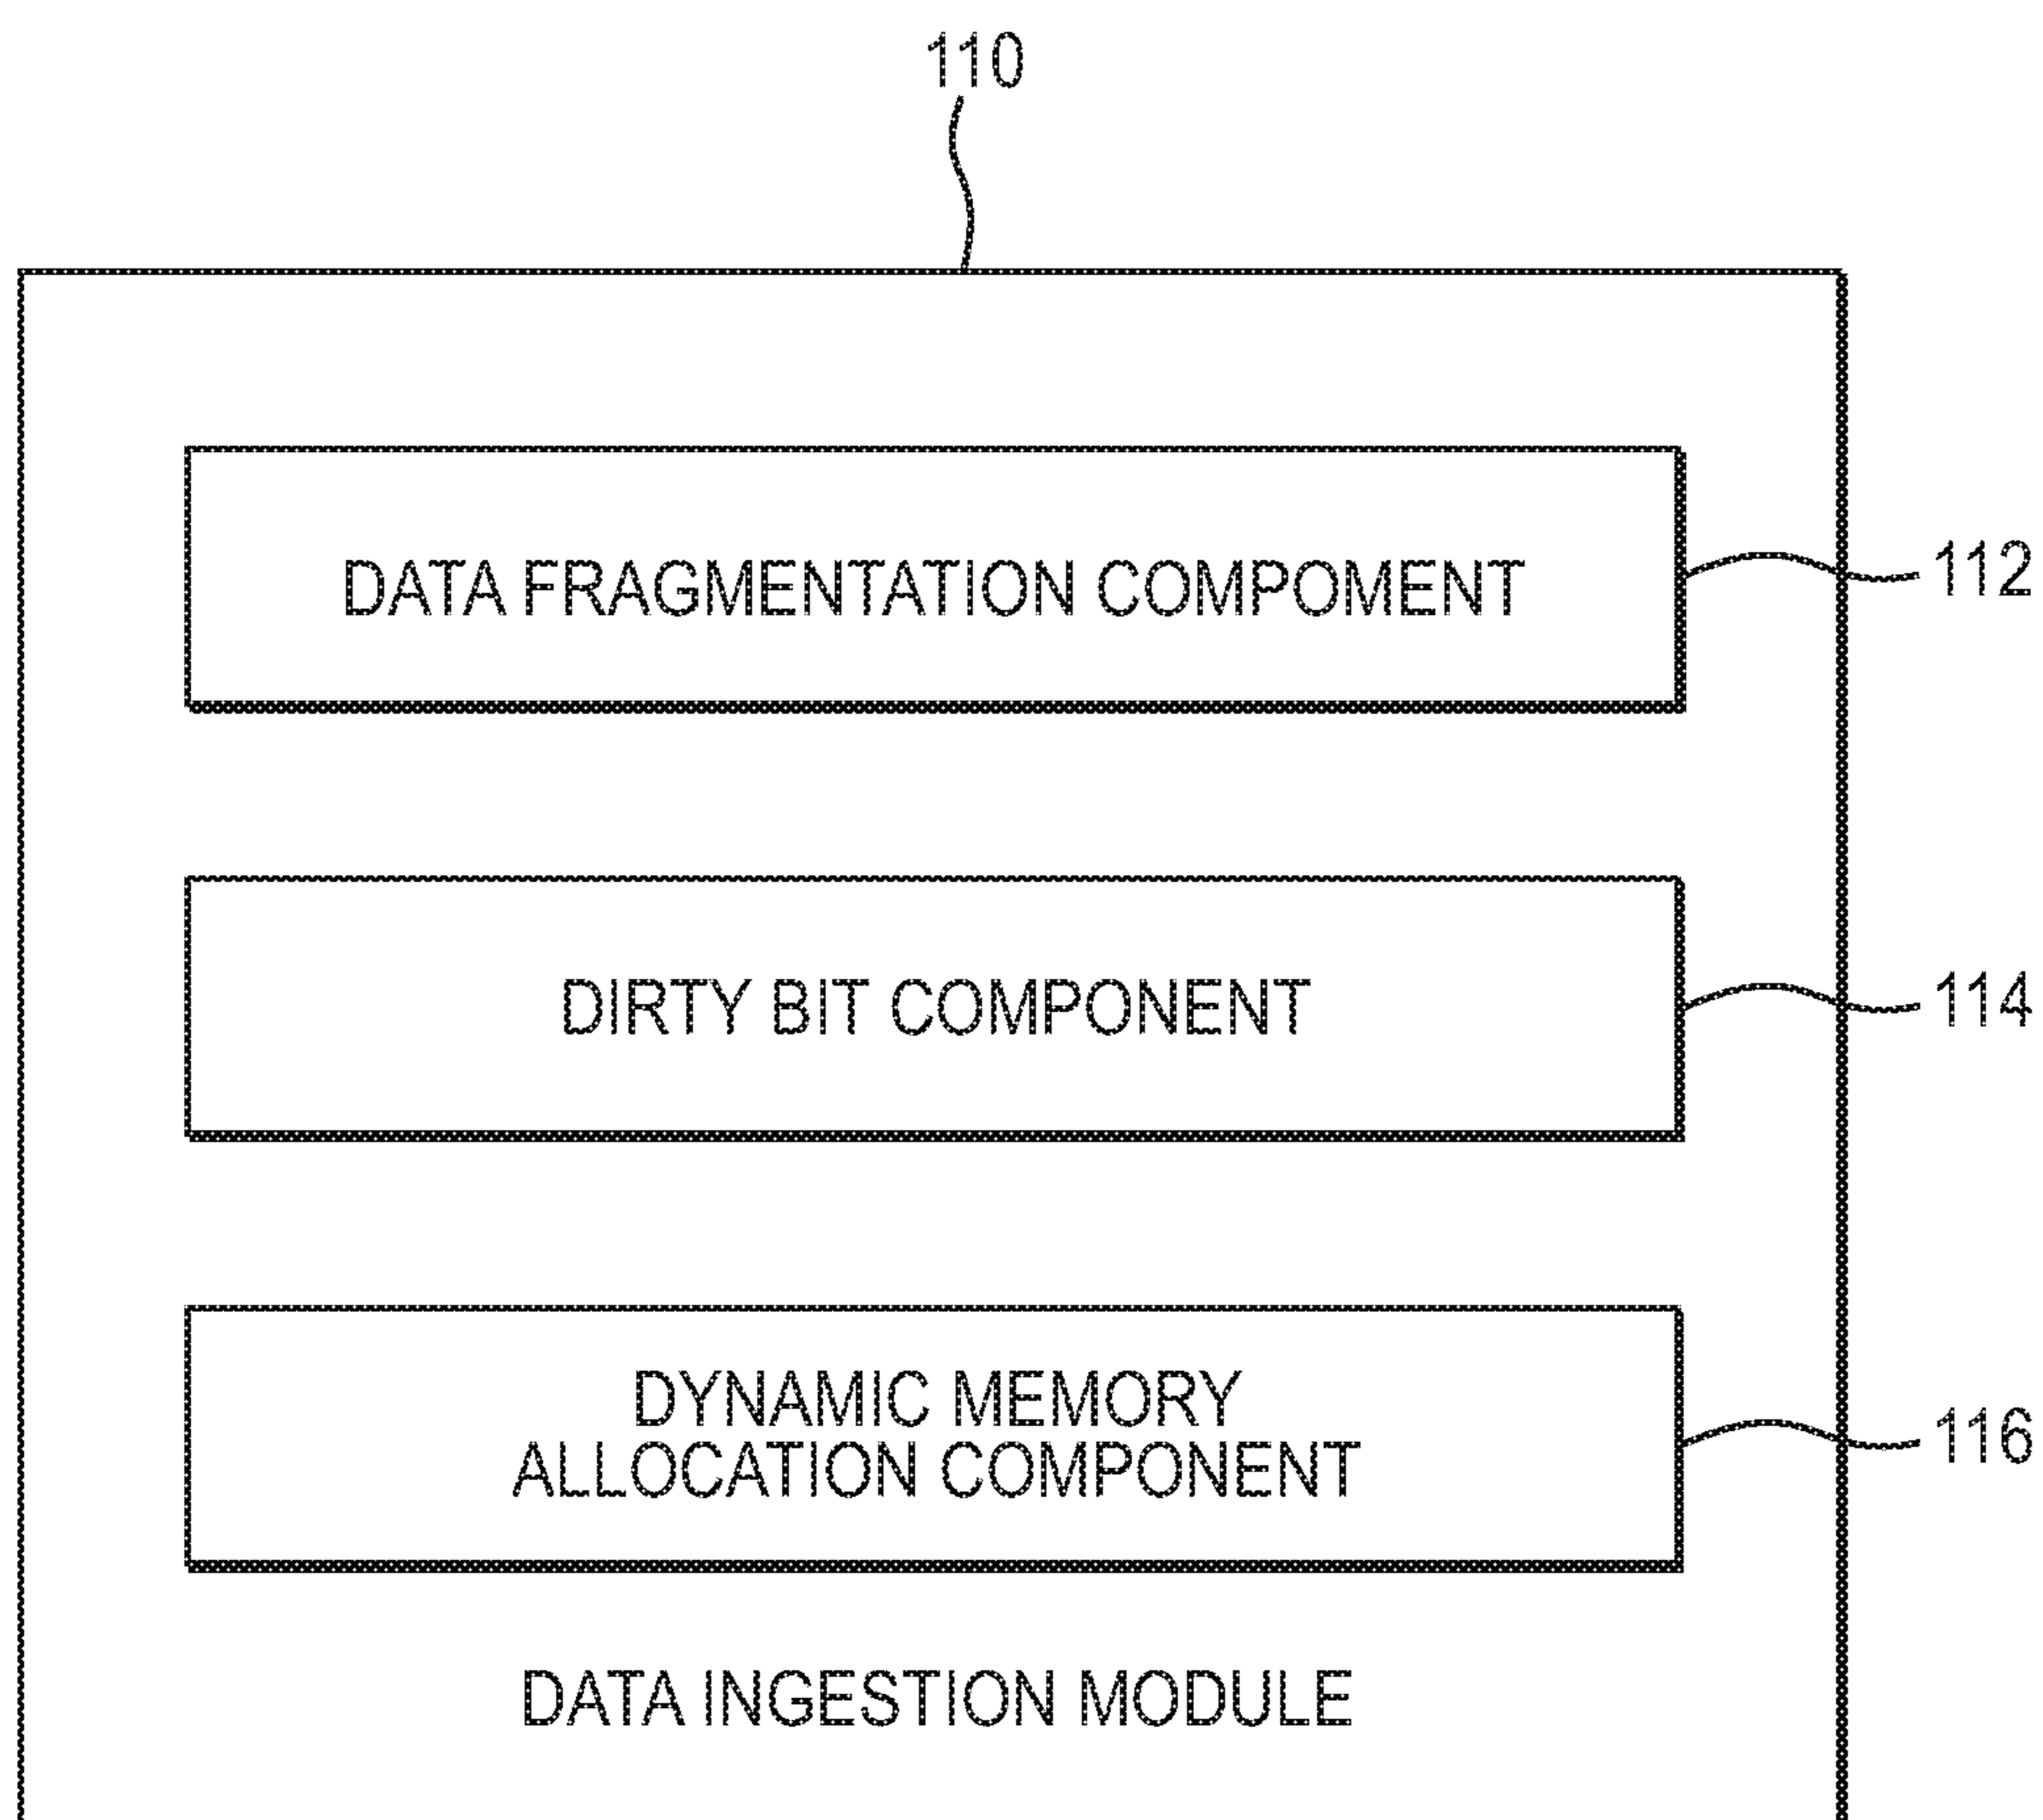 110
DATA FRAGMENTATION COMPOMENT
112
DIRTY BIT COMPONENT
114
DYNAMIC MEMORY
ALLOCATION COMPONENT
116
DATA INGESTION MODULE